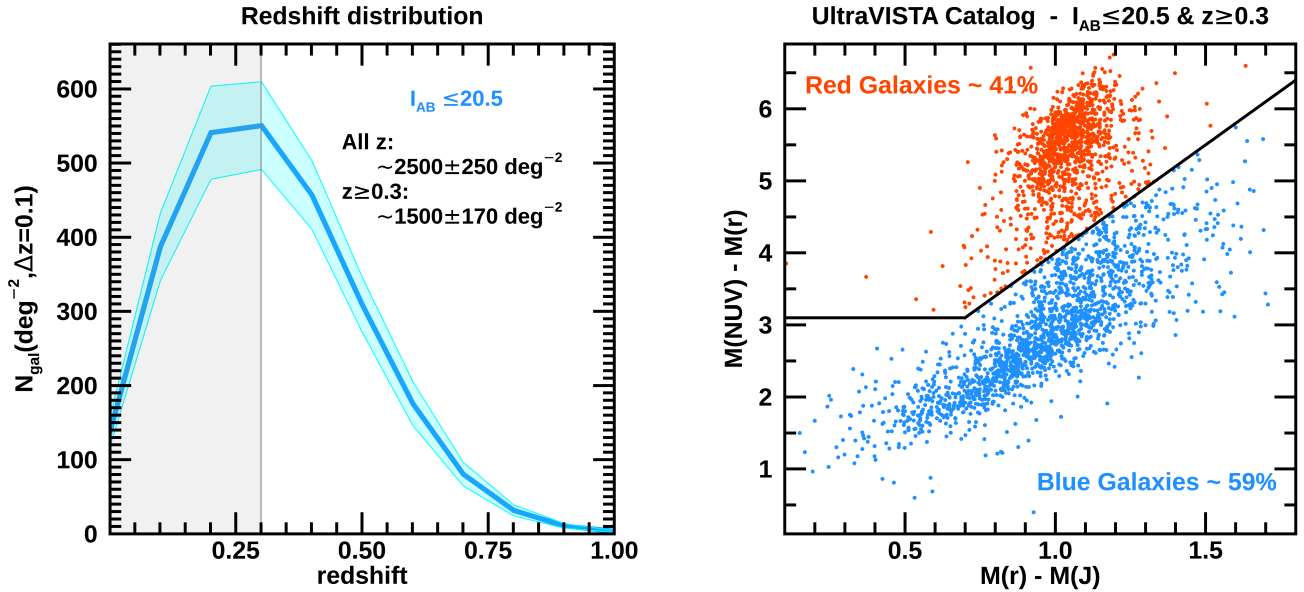 Redshift distribution
I_AB ≤20.5
All z:
~2500±250 deg⁻²
z≥0.3:
~1500±170 deg⁻²
N_gal(deg⁻²,Δz=0.1)
600
500
400
300
200
100
0
0.25 0.50 0.75 1.00
redshift
UltraVISTA Catalog - I_AB≤20.5 & z≥0.3
Red Galaxies ~ 41%
Blue Galaxies ~ 59%
M(NUV) - M(r)
6
5
4
3
2
1
0.5 1.0 1.5
M(r) - M(J)